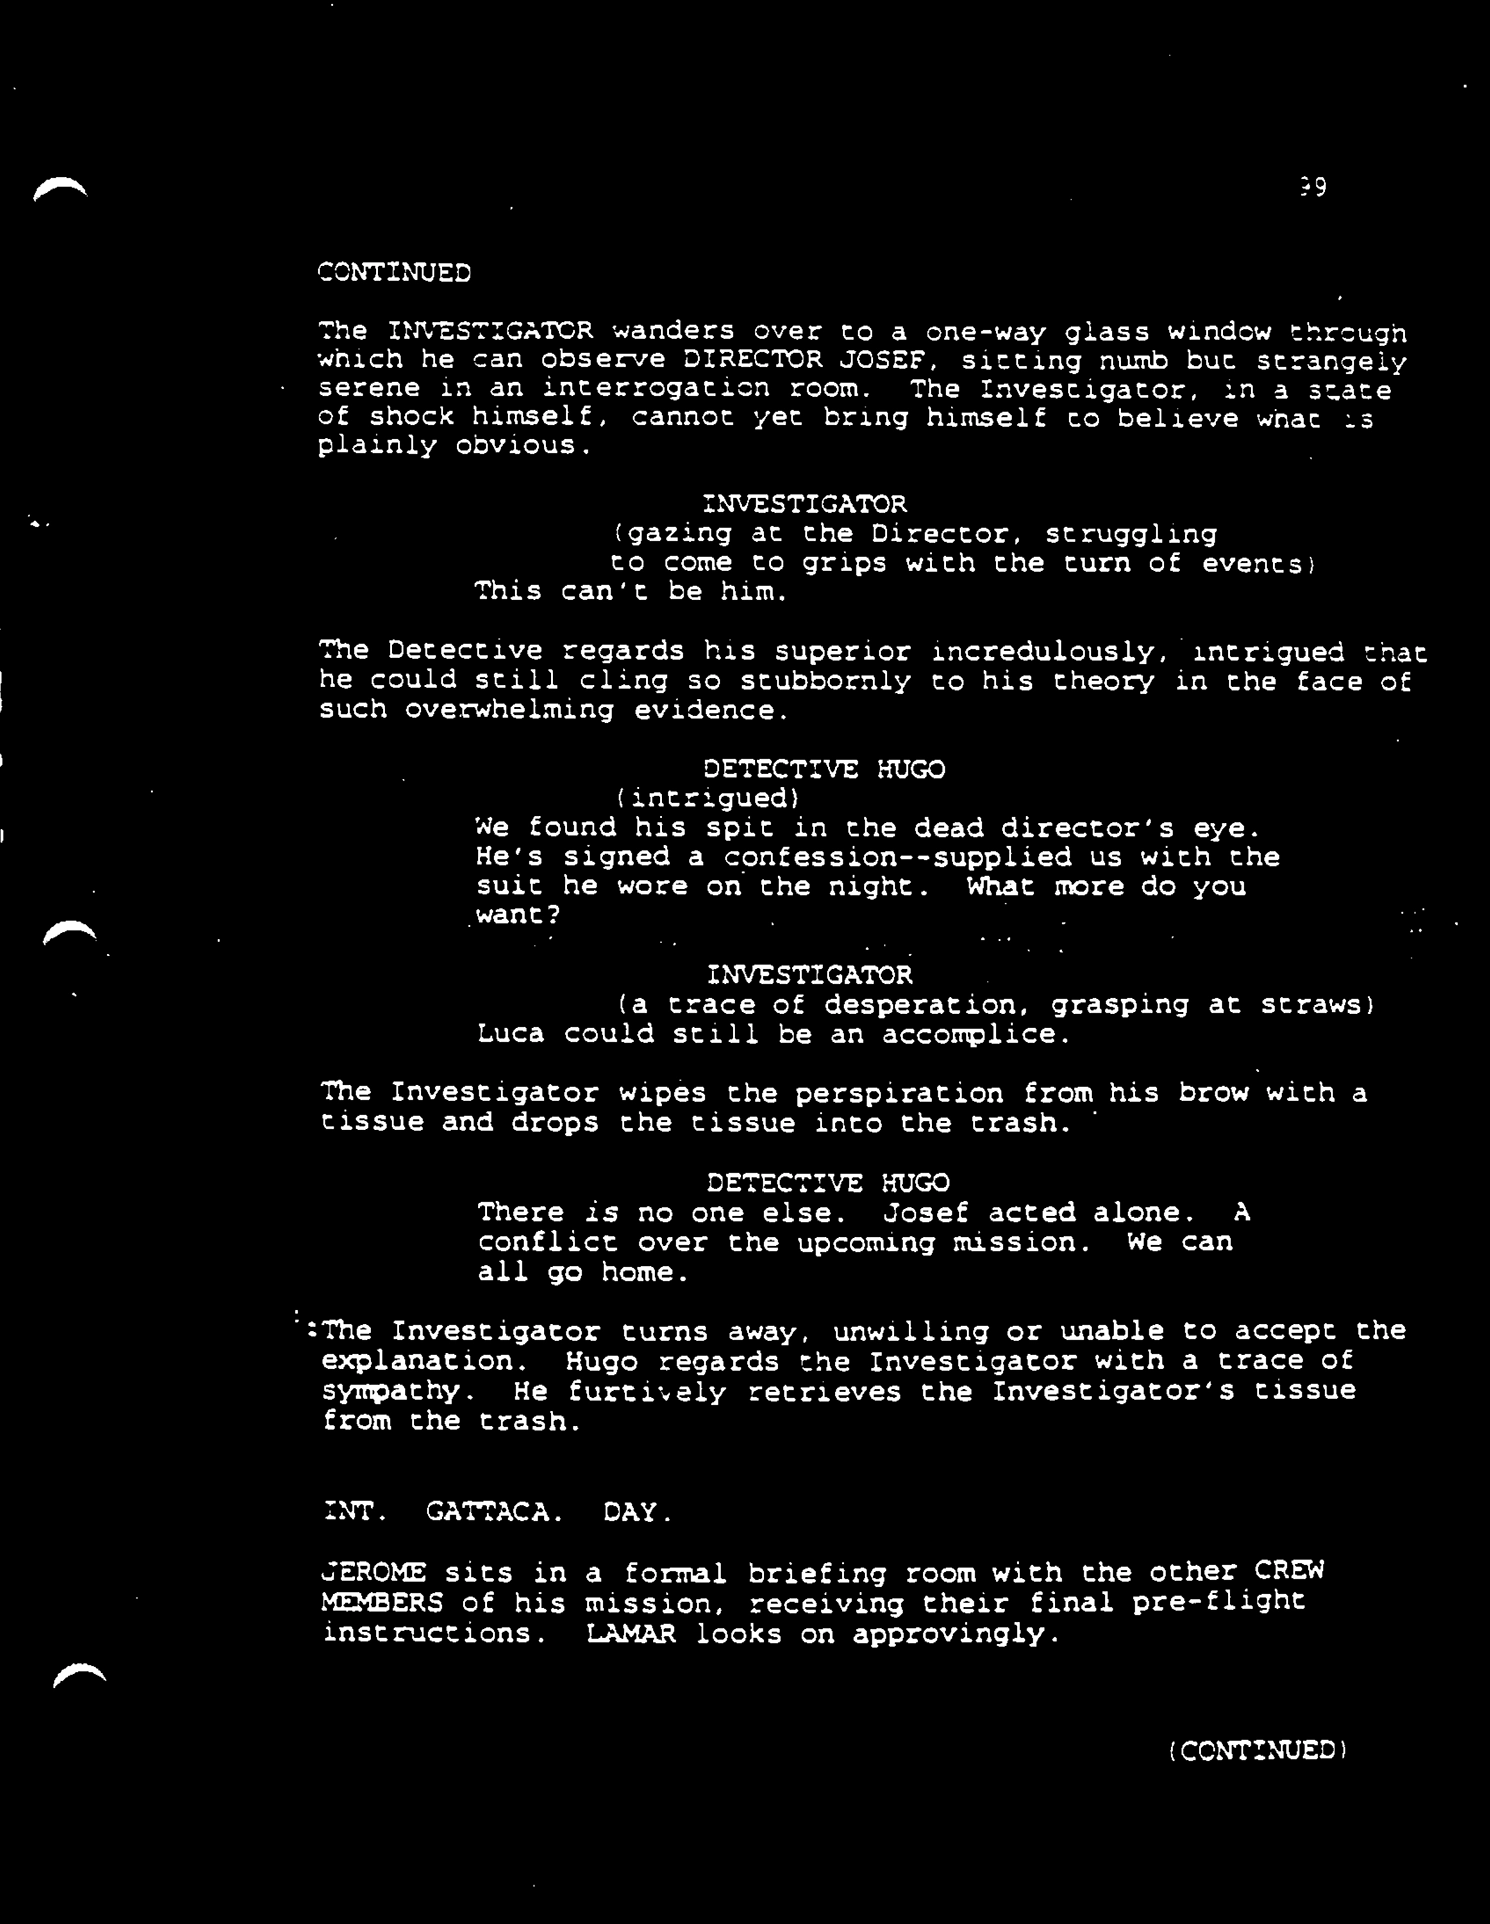 99
CONTINUED
The INVESTIGATOR wanders over to a one-way glass window through
which he can observe DIRECTOR JOSEF, sitting numb but strangely
serene in an interrogation room.  The Investigator, in a state
of shock himself, cannot yet bring himself to believe what is
plainly obvious.
INVESTIGATOR
(gazing at the Director, struggling
to come to grips with the turn of events)
This can't be him.
The Detective regards his superior incredulously, intrigued that
he could still cling so stubbornly to his theory in the face of
such overwhelming evidence.
DETECTIVE HUGO
(intrigued)
We found his spit in the dead director's eye.
He's signed a confession--supplied us with the
suit he wore on the night.  What more do you
want?
INVESTIGATOR
(a trace of desperation, grasping at straws)
Luca could still be an accomplice.
The Investigator wipes the perspiration from his brow with a
tissue and drops the tissue into the trash.
DETECTIVE HUGO
There is no one else.  Josef acted alone.  A
conflict over the upcoming mission.  We can
all go home.
The Investigator turns away, unwilling or unable to accept the
explanation.  Hugo regards the Investigator with a trace of
sympathy.  He furtively retrieves the Investigator's tissue
from the trash.
INT.  GATTACA.  DAY.
JEROME sits in a formal briefing room with the other CREW
MEMBERS of his mission, receiving their final pre-flight
instructions.  LAMAR looks on approvingly.
(CONTINUED)